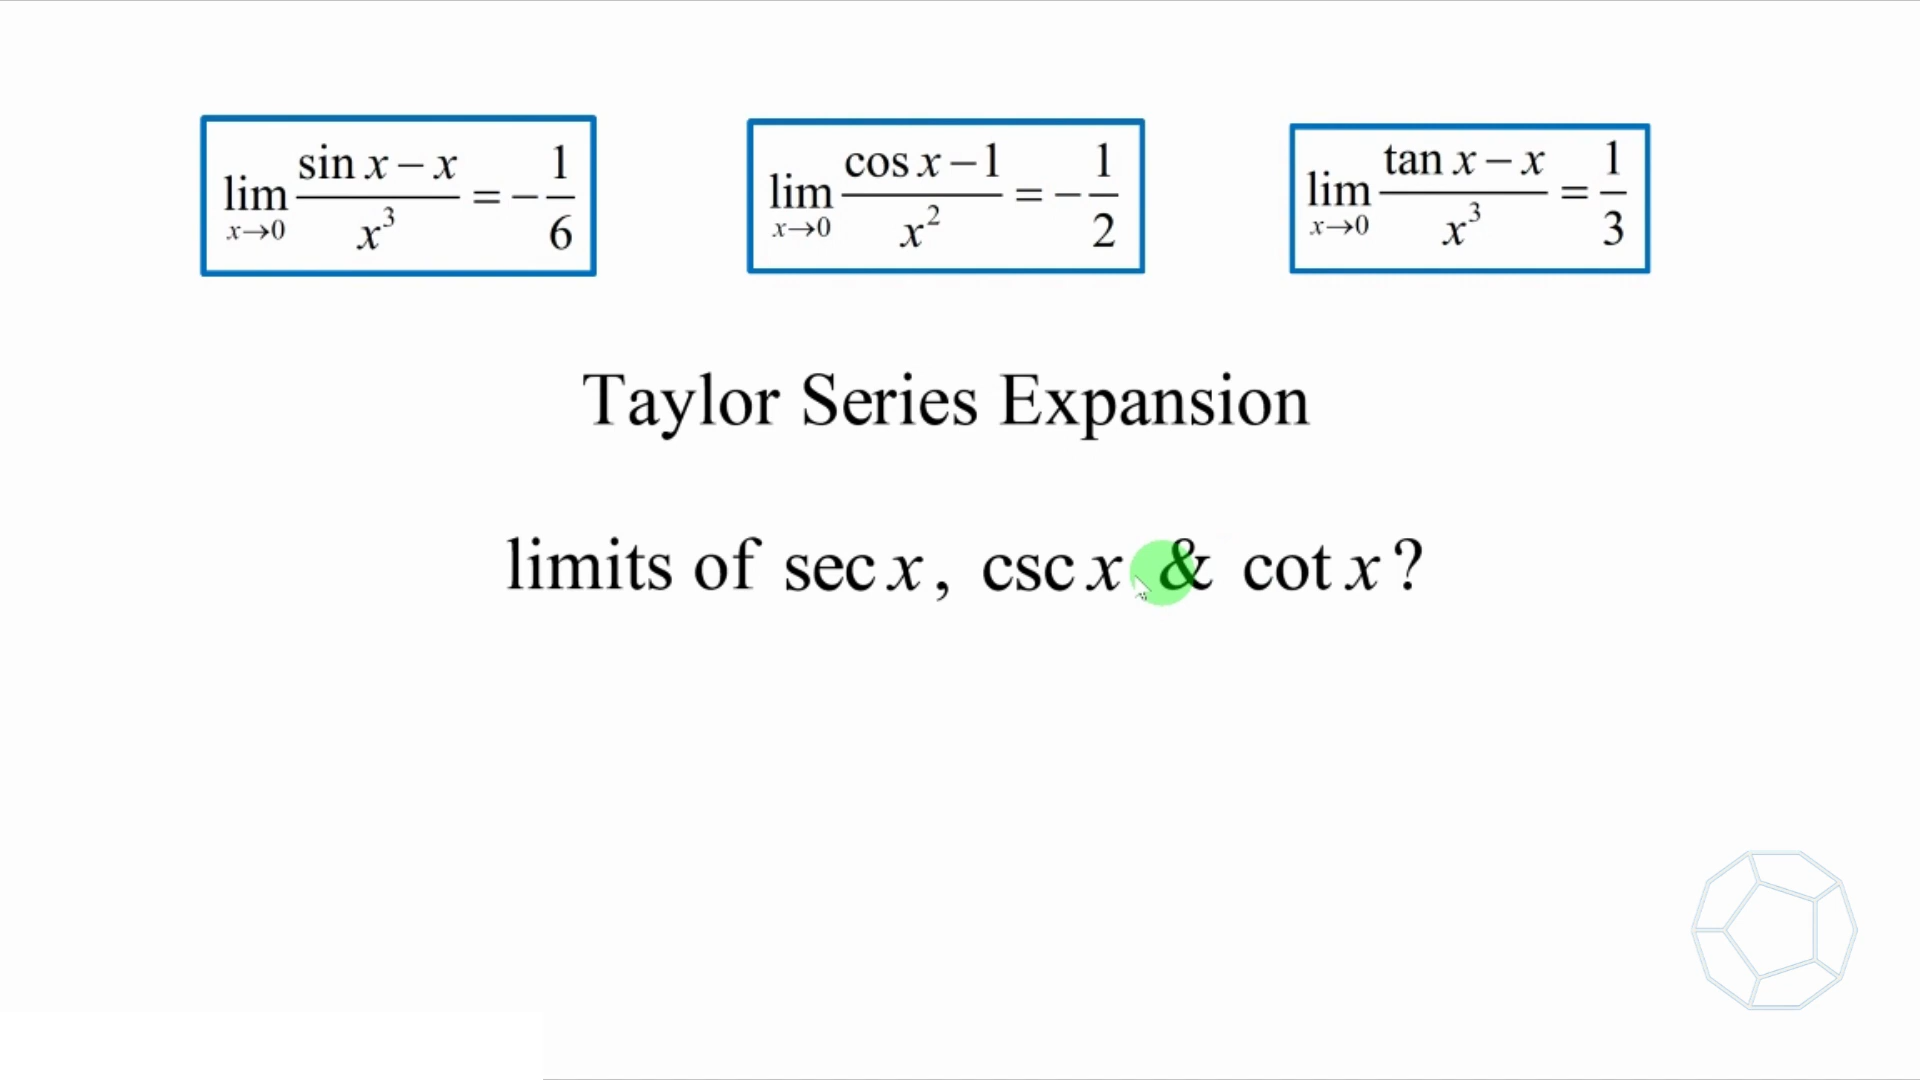 lim x→0 (sin x − x)/x³ = −1/6
lim x→0 (cos x − 1)/x² = −1/2
lim x→0 (tan x − x)/x³ = 1/3
Taylor Series Expansion
limits of sec x, csc x & cot x?